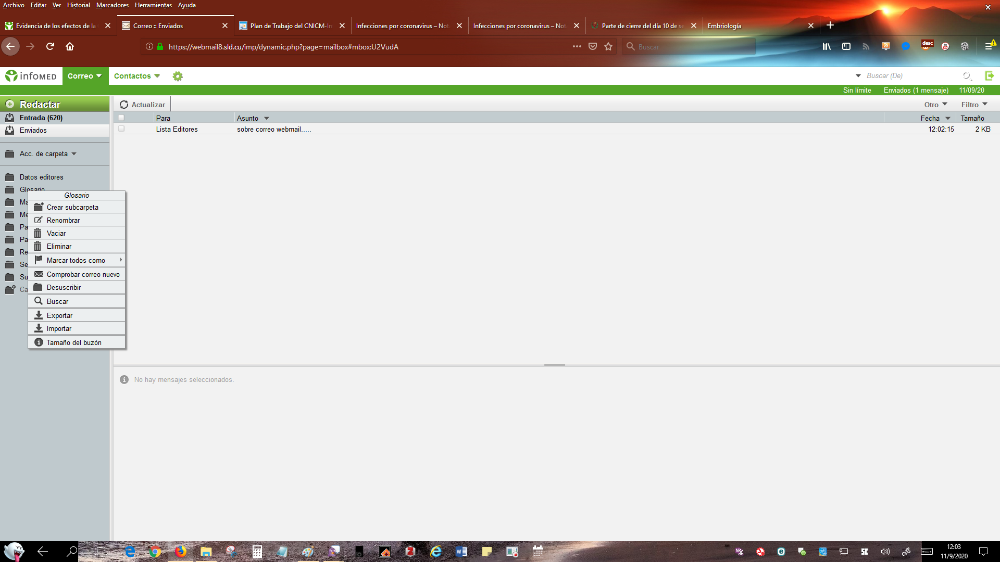 Archivo Editar Ver Historial Marcadores Herramientas Ayuda
Evidencia de los efectos de la
Correo :: Enviados
Plan de Trabajo del CNICM-In
Infecciones por coronavirus – Not
Infecciones por coronavirus – Not
Parte de cierre del día 10 de se
Embriología
https://webmail8.sld.cu/imp/dynamic.php?page=mailbox#mbox:U2VudA
Buscar
desc
infomed Correo Contactos
Buscar (De)
Sin límite Enviados (1 mensaje) 11/09/20
Redactar
Actualizar
Otro Filtro
Entrada (620)
Para Asunto Fecha Tamaño
Enviados
Lista Editores sobre correo webmail..... 12:02:15 2 KB
Acc. de carpeta
Datos editores
Glosario
Ma
Me
Pa
Pa
Re
Se
Su
Ca
Glosario
Crear subcarpeta
Renombrar
Vaciar
Eliminar
Marcar todos como
Comprobar correo nuevo
Desuscribir
Buscar
Exportar
Importar
Tamaño del buzón
No hay mensajes seleccionados.
12:03
11/9/2020